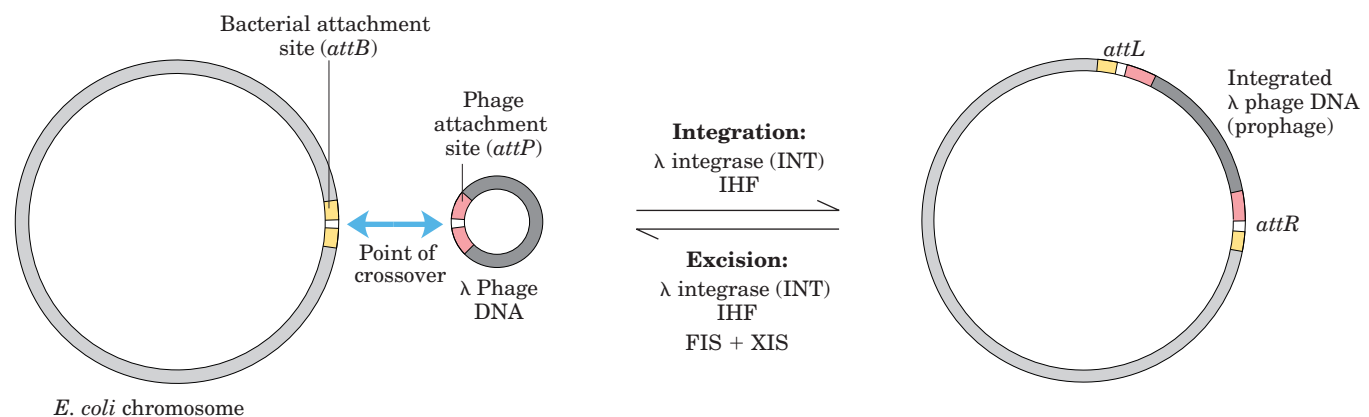 Bacterial attachment
site (attB)
Phage
attachment
site (attP)
Point of
crossover
λ Phage
DNA
E. coli chromosome
Integration:
λ integrase (INT)
IHF
Excision:
λ integrase (INT)
IHF
FIS + XIS
attL
Integrated
λ phage DNA
(prophage)
attR